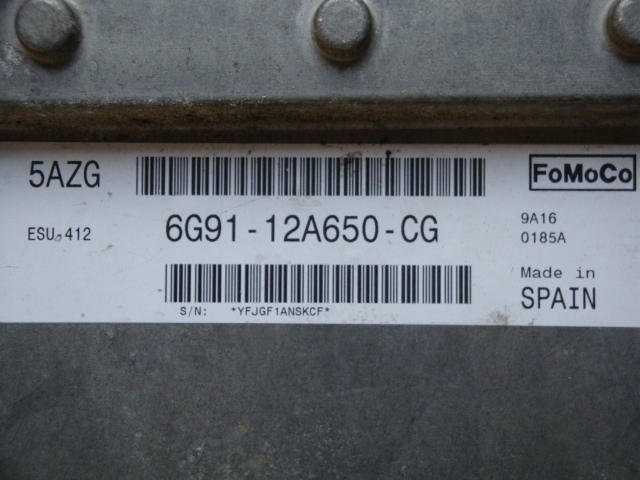 5AZG
FoMoCo
ESU-412
6G91-12A650-CG
9A16
0185A
Made in
SPAIN
S/N: *YFJGF1ANSKCF*